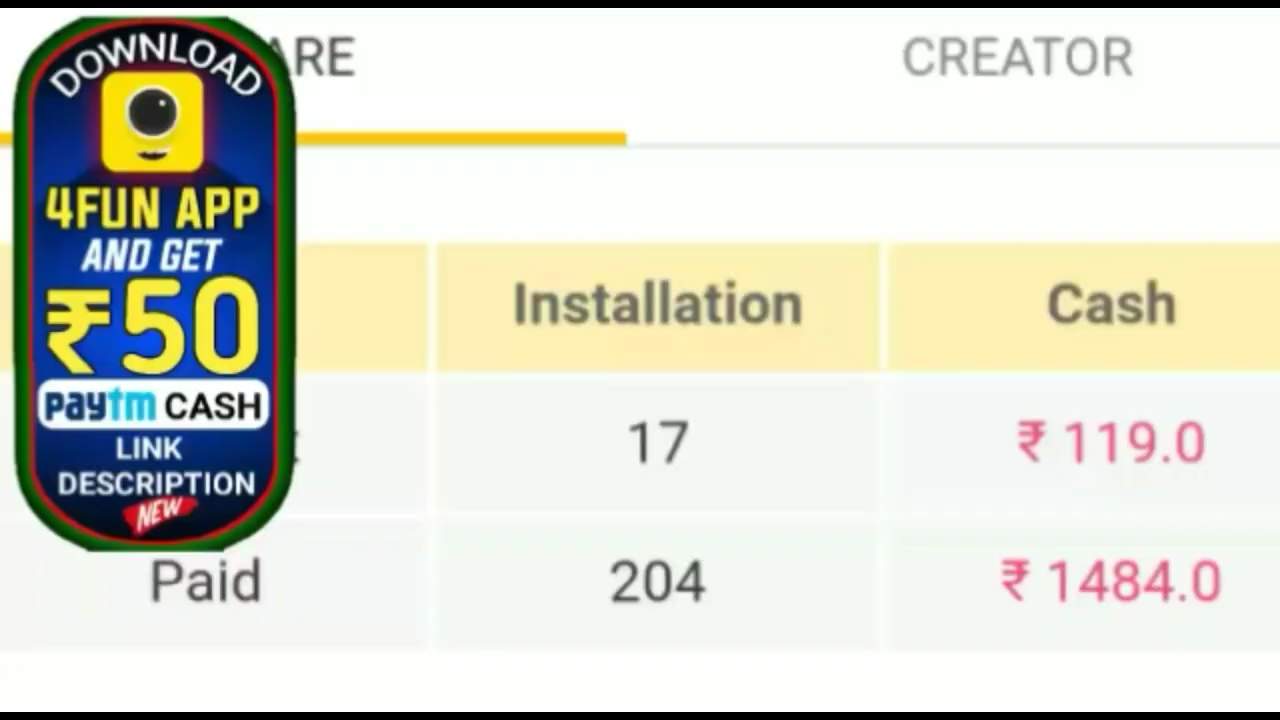 DOWNLOAD
4FUN APP
AND GET
₹50
paytm CASH
LINK
DESCRIPTION
NEW
CREATOR
Installation Cash
17 ₹ 119.0
Paid 204 ₹ 1484.0